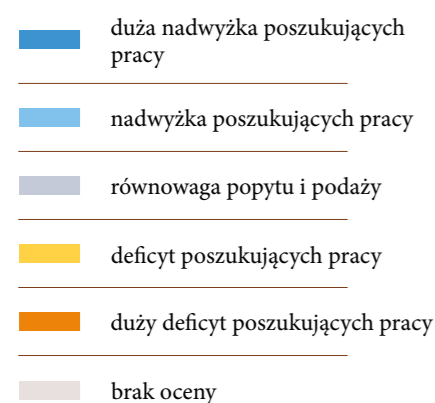 duża nadwyżka poszukujących
pracy
nadwyżka poszukujących pracy
równowaga popytu i podaży
deficyt poszukujących pracy
duży deficyt poszukujących pracy
brak oceny